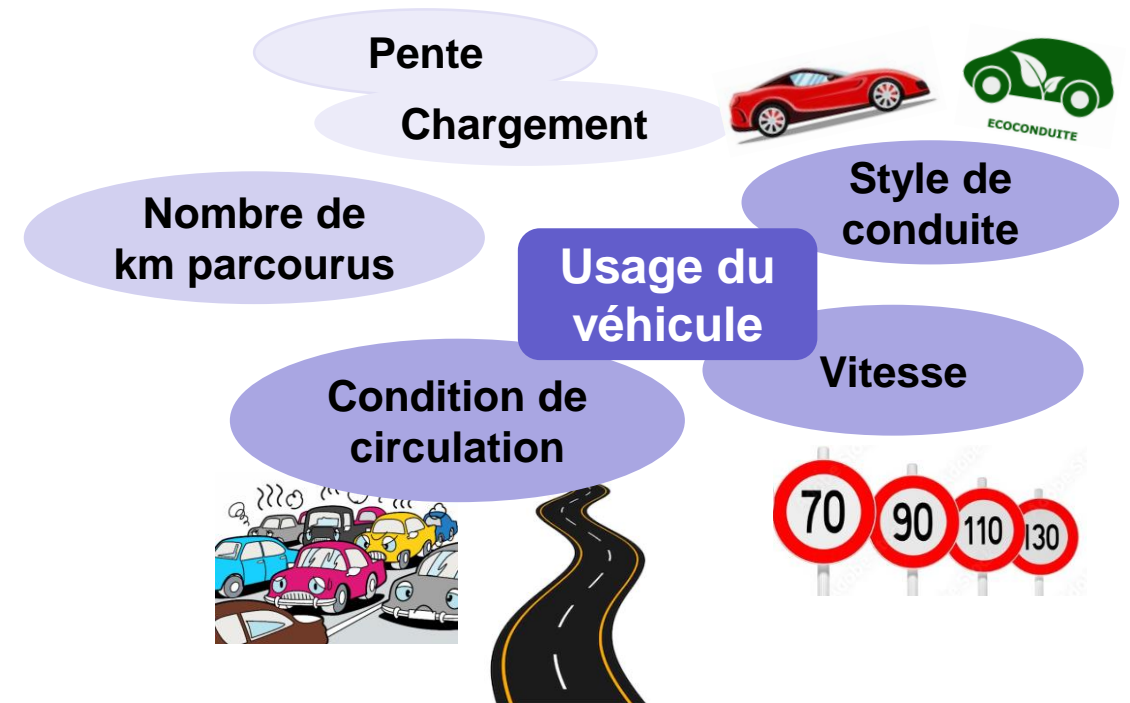 Pente
Chargement
ECOCONDUITE
Style de
conduite
Nombre de
km parcourus
Usage du
véhicule
Vitesse
Condition de
circulation
70
90
110
130